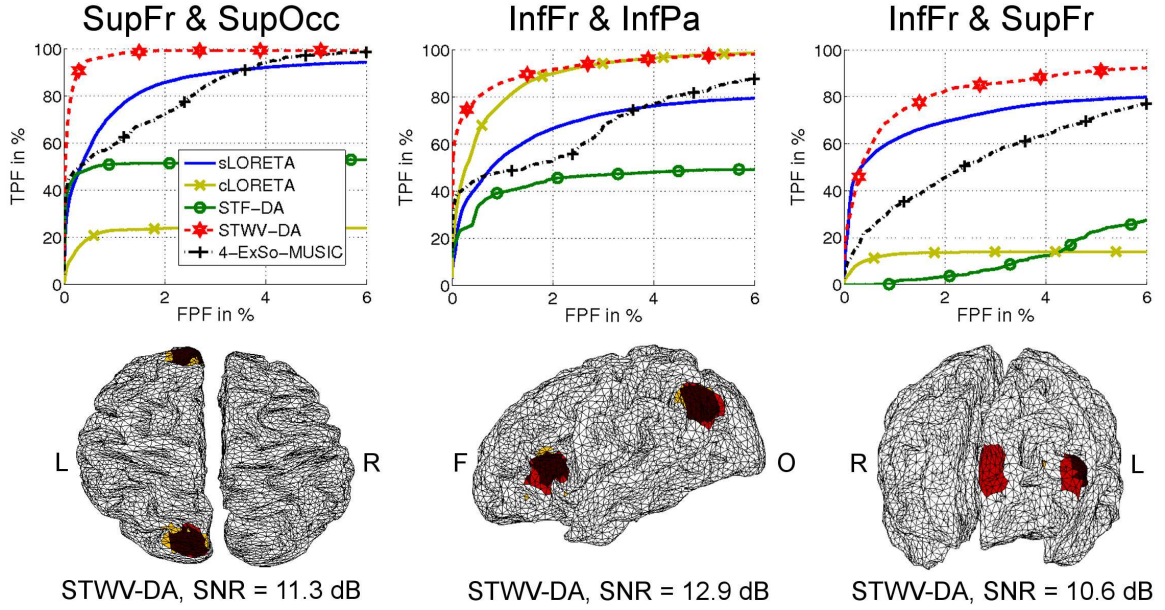 SupFr & SupOcc
InfFr & InfPa
InfFr & SupFr
TPF in %
100
80
60
40
20
0
0
2
4
6
FPF in %
sLORETA
cLORETA
STF-DA
STWV-DA
4-ExSo-MUSIC
TPF in %
100
80
60
40
20
0
0
2
4
6
FPF in %
TPF in %
100
80
60
40
20
0
0
2
4
6
FPF in %
L
R
F
O
R
L
STWV-DA, SNR = 11.3 dB
STWV-DA, SNR = 12.9 dB
STWV-DA, SNR = 10.6 dB